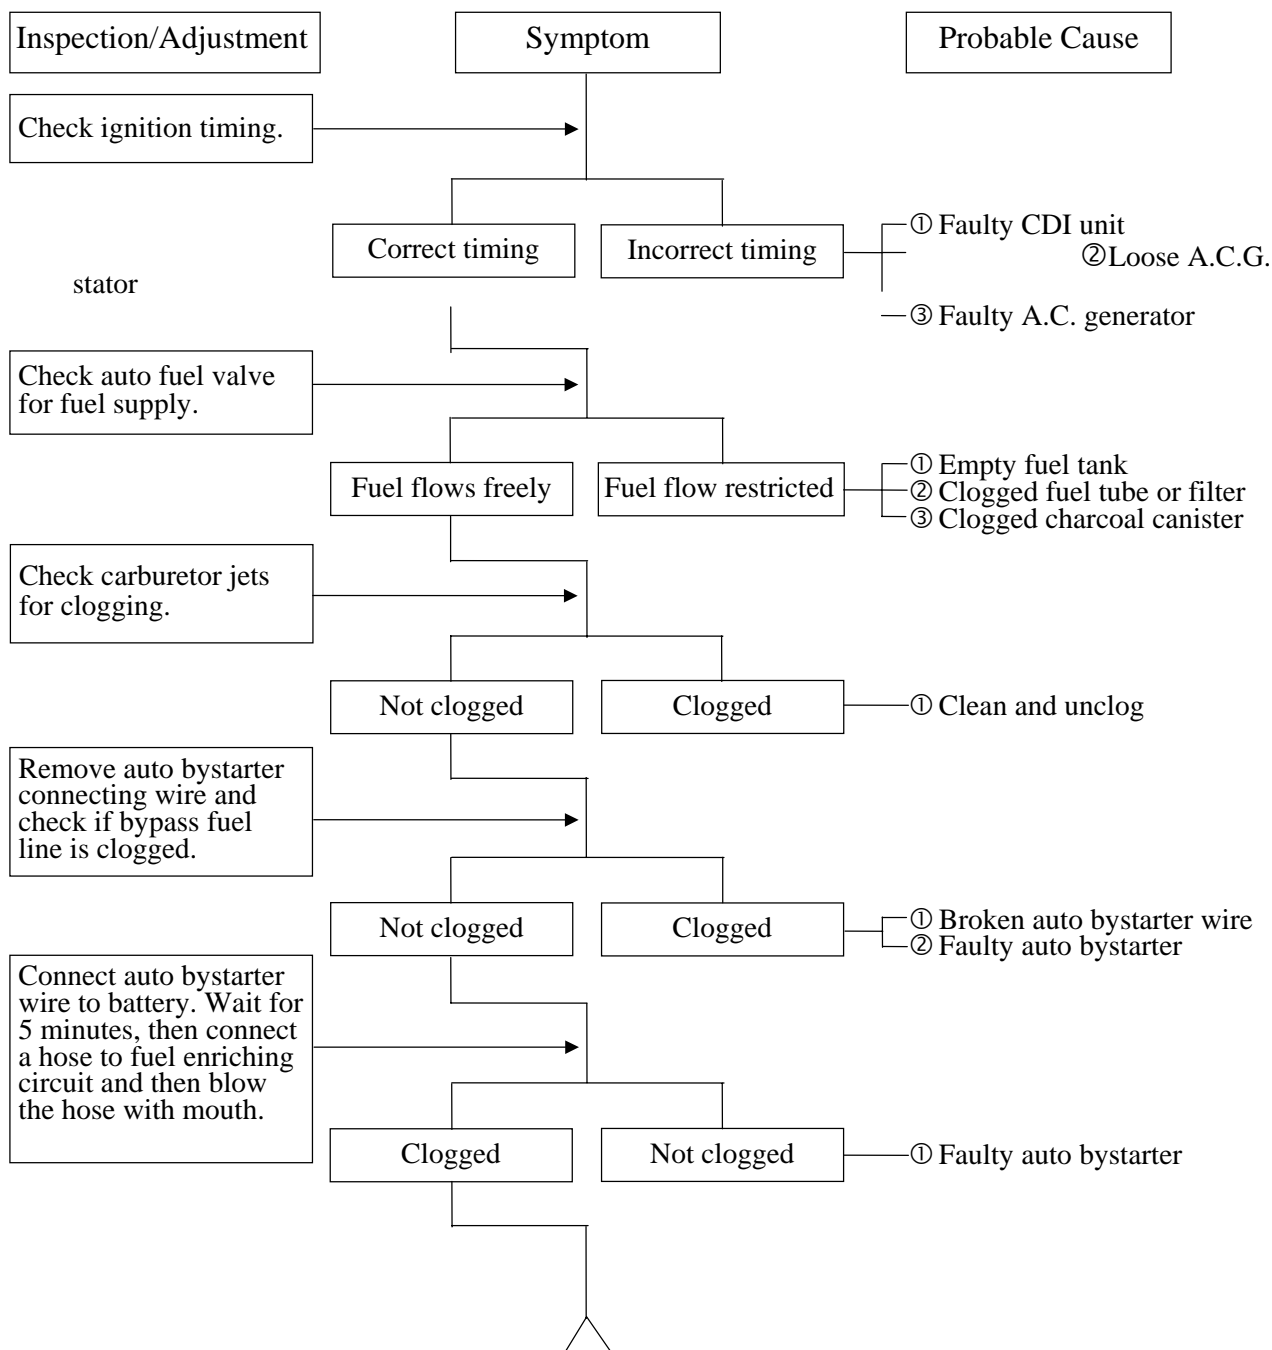 Inspection/Adjustment
Symptom
Probable Cause
Check ignition timing.
Correct timing
Incorrect timing
① Faulty CDI unit
②Loose A.C.G.
stator
③ Faulty A.C. generator
Check auto fuel valve
for fuel supply.
Fuel flows freely
Fuel flow restricted
① Empty fuel tank
② Clogged fuel tube or filter
③ Clogged charcoal canister
Check carburetor jets
for clogging.
Not clogged
Clogged
① Clean and unclog
Remove auto bystarter
connecting wire and
check if bypass fuel
line is clogged.
Not clogged
Clogged
① Broken auto bystarter wire
② Faulty auto bystarter
Connect auto bystarter
wire to battery. Wait for
5 minutes, then connect
a hose to fuel enriching
circuit and then blow
the hose with mouth.
Clogged
Not clogged
① Faulty auto bystarter